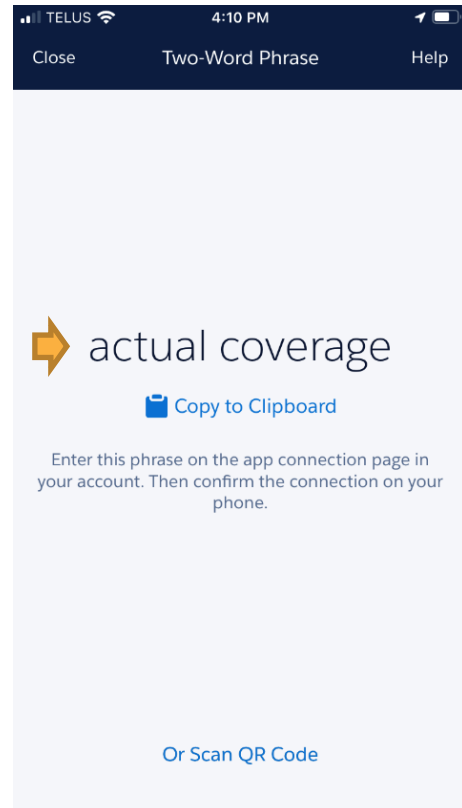 TELUS 4:10 PM
Close Two-Word Phrase Help
actual coverage
Copy to Clipboard
Enter this phrase on the app connection page in
your account. Then confirm the connection on your
phone.
Or Scan QR Code